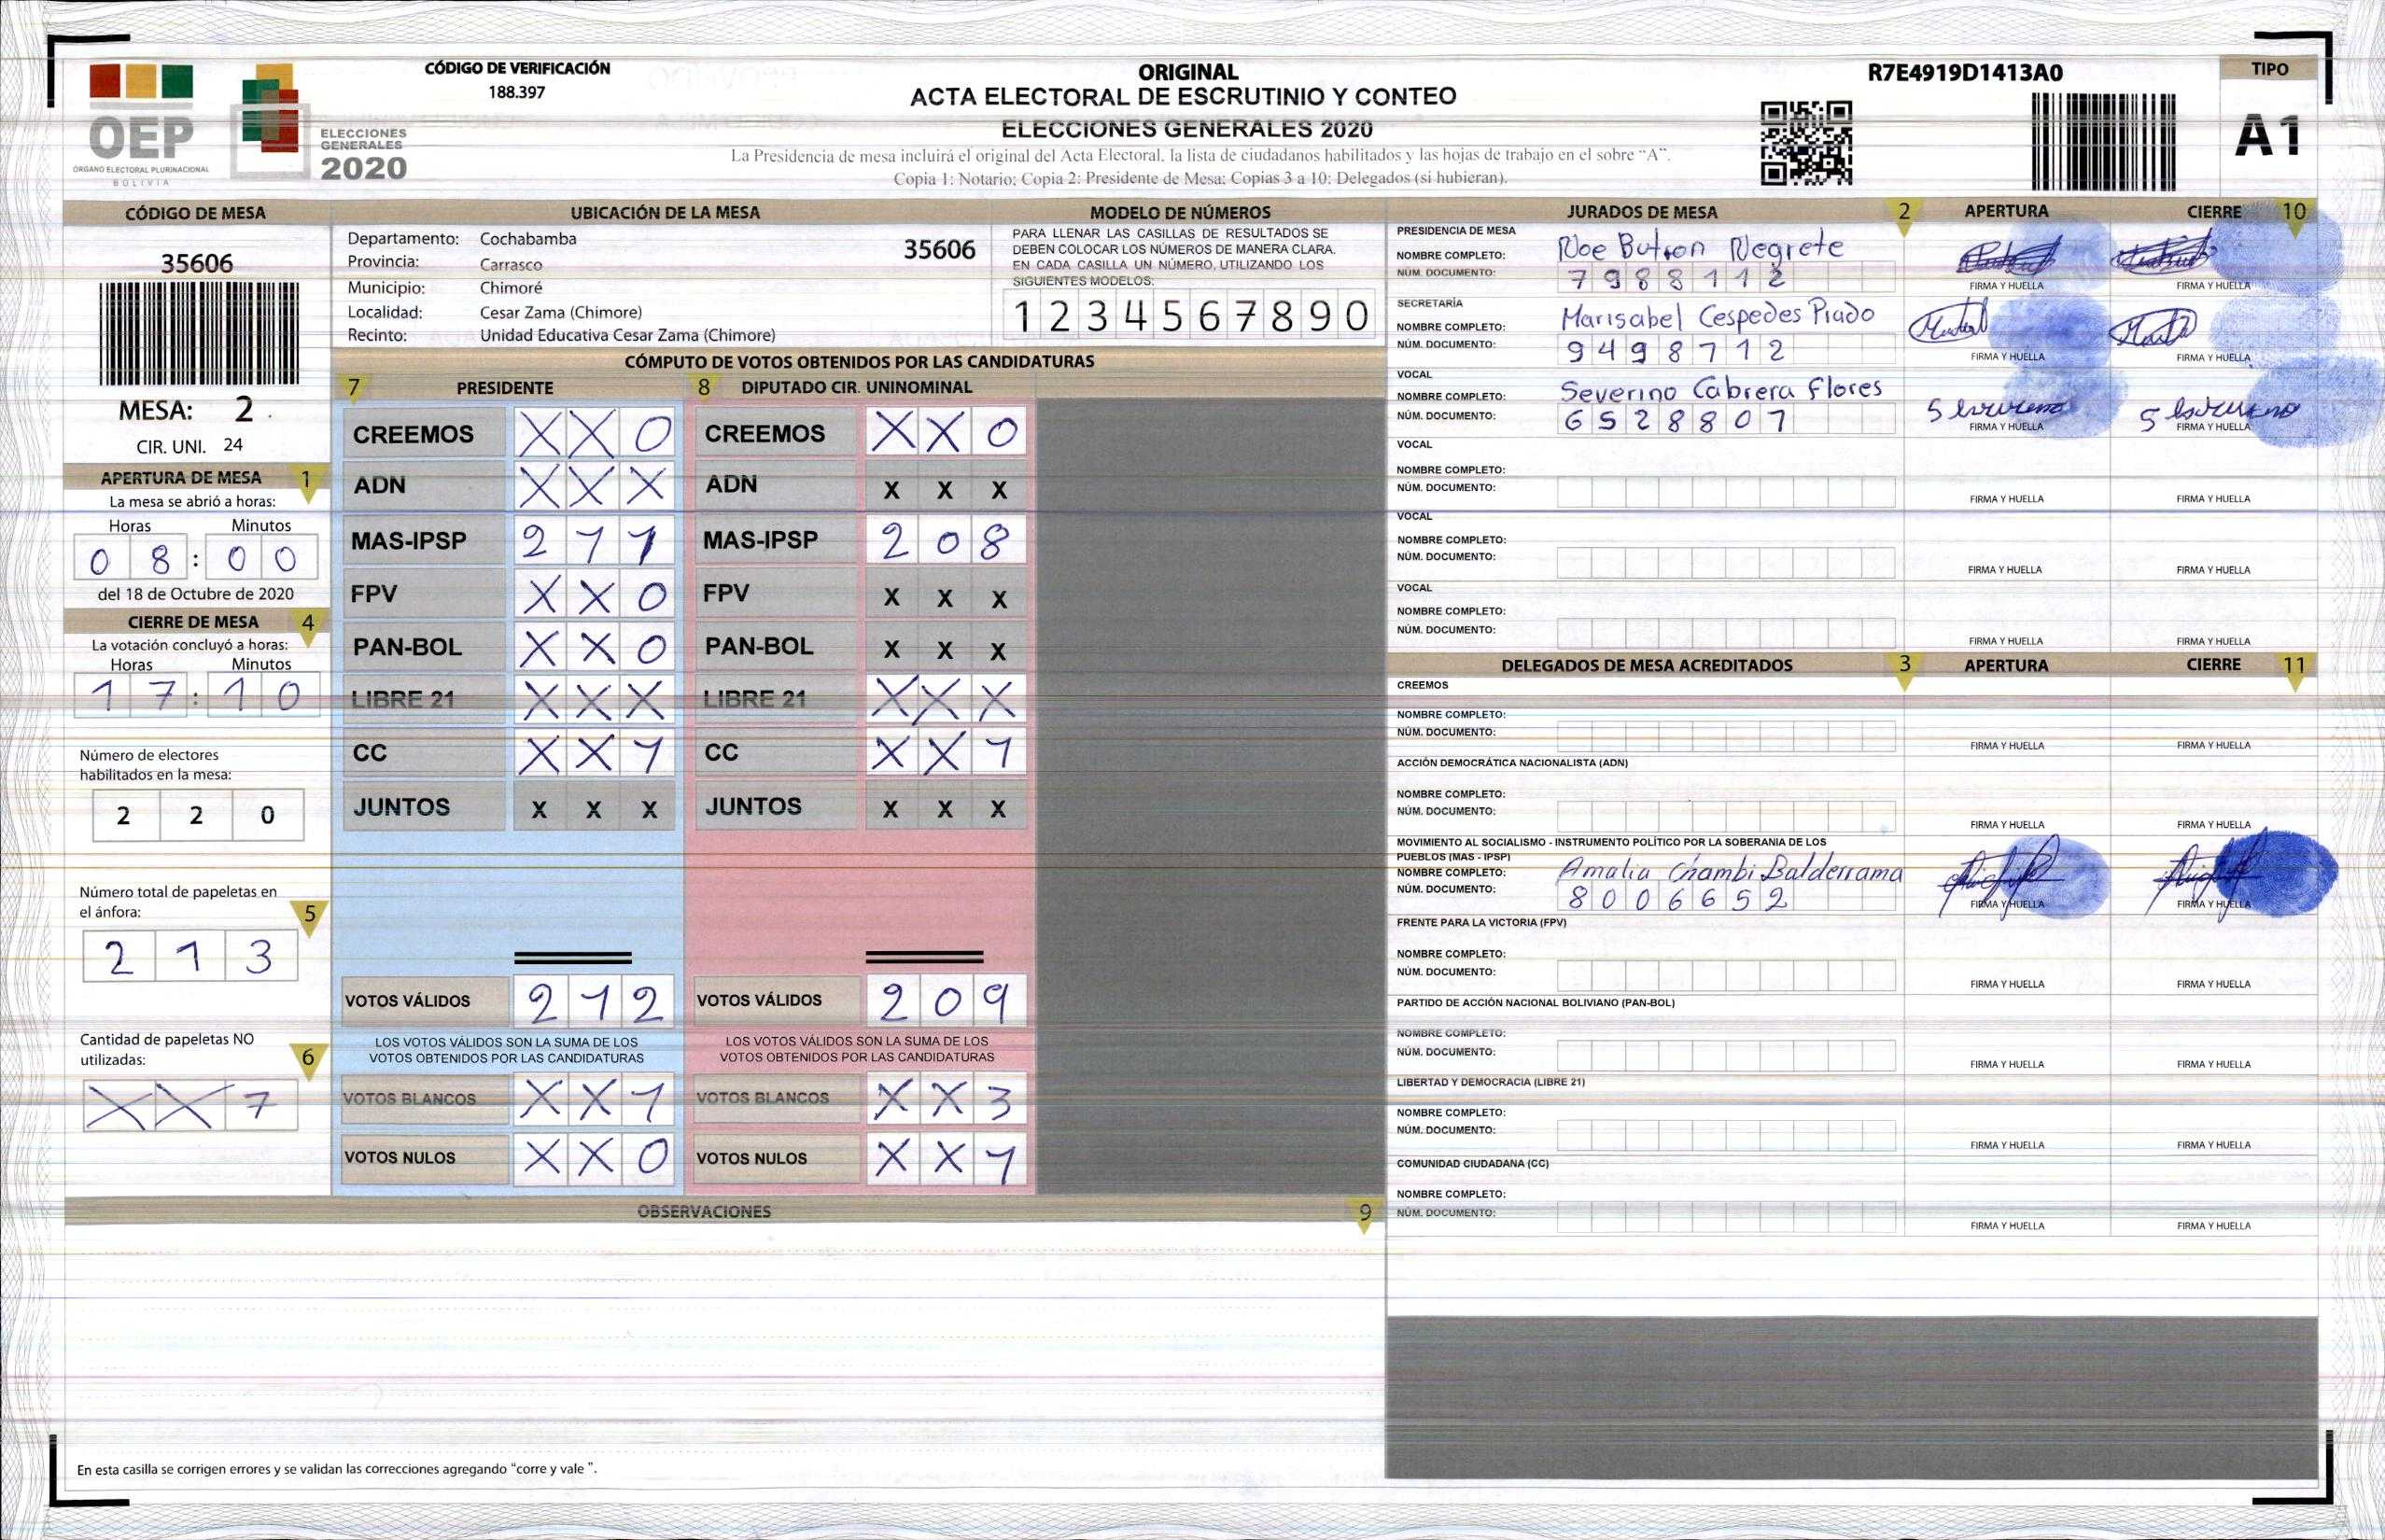 CÓDIGO DE VERIFICACIÓN
188.397
ORIGINAL
ACTA ELECTORAL DE ESCRUTINIO Y CONTEO
ELECCIONES GENERALES 2020
La Presidencia de mesa incluirá el original del Acta Electoral, la lista de ciudadanos habilitados y las hojas de trabajo en el sobre “A”.
Copia 1: Notario; Copia 2: Presidente de Mesa; Copias 3 a 10: Delegados (si hubieran).
R7E4919D1413A0
TIPO
A1
OEP
ÓRGANO ELECTORAL PLURINACIONAL
BOLIVIA
ELECCIONES
GENERALES
2020
CÓDIGO DE MESA
35606
MESA: 2
CIR. UNI. 24
APERTURA DE MESA 1
La mesa se abrió a horas:
Horas Minutos
0 8 : 0 0
del 18 de Octubre de 2020
CIERRE DE MESA 4
La votación concluyó a horas:
Horas Minutos
1 7 : 1 0
Número de electores
habilitados en la mesa:
2 2 0
Número total de papeletas en
el ánfora: 5
2 1 3
Cantidad de papeletas NO
utilizadas: 6
X X 7
UBICACIÓN DE LA MESA
Departamento: Cochabamba 35606
Provincia: Carrasco
Municipio: Chimoré
Localidad: Cesar Zama (Chimore)
Recinto: Unidad Educativa Cesar Zama (Chimore)
MODELO DE NÚMEROS
PARA LLENAR LAS CASILLAS DE RESULTADOS SE
DEBEN COLOCAR LOS NÚMEROS DE MANERA CLARA.
EN CADA CASILLA UN NÚMERO, UTILIZANDO LOS
SIGUIENTES MODELOS:
1 2 3 4 5 6 7 8 9 0
CÓMPUTO DE VOTOS OBTENIDOS POR LAS CANDIDATURAS
7 PRESIDENTE 8 DIPUTADO CIR. UNINOMINAL
CREEMOS X X 0 CREEMOS X X 0
ADN X X X ADN X X X
MAS-IPSP 2 1 1 MAS-IPSP 2 0 8
FPV X X 0 FPV X X X
PAN-BOL X X 0 PAN-BOL X X X
LIBRE 21 X X X LIBRE 21 X X X
CC X X 1 CC X X 1
JUNTOS X X X JUNTOS X X X
VOTOS VÁLIDOS 2 1 2 VOTOS VÁLIDOS 2 0 9
LOS VOTOS VÁLIDOS SON LA SUMA DE LOS LOS VOTOS VÁLIDOS SON LA SUMA DE LOS
VOTOS OBTENIDOS POR LAS CANDIDATURAS VOTOS OBTENIDOS POR LAS CANDIDATURAS
VOTOS BLANCOS X X 1 VOTOS BLANCOS X X 3
VOTOS NULOS X X 0 VOTOS NULOS X X 1
OBSERVACIONES 9
En esta casilla se corrigen errores y se validan las correcciones agregando “corre y vale ”.
JURADOS DE MESA 2 APERTURA CIERRE 10
PRESIDENCIA DE MESA
NOMBRE COMPLETO: Noe Butron Negrete
NÚM. DOCUMENTO: 7988112
FIRMA Y HUELLA FIRMA Y HUELLA
SECRETARÍA
NOMBRE COMPLETO: Marisabel Cespedes Prado
NÚM. DOCUMENTO: 9498712
FIRMA Y HUELLA FIRMA Y HUELLA
VOCAL
NOMBRE COMPLETO: Severino Cabrera Flores
NÚM. DOCUMENTO: 6528807
FIRMA Y HUELLA FIRMA Y HUELLA
VOCAL
NOMBRE COMPLETO:
NÚM. DOCUMENTO:
FIRMA Y HUELLA FIRMA Y HUELLA
VOCAL
NOMBRE COMPLETO:
NÚM. DOCUMENTO:
FIRMA Y HUELLA FIRMA Y HUELLA
VOCAL
NOMBRE COMPLETO:
NÚM. DOCUMENTO:
FIRMA Y HUELLA FIRMA Y HUELLA
DELEGADOS DE MESA ACREDITADOS 3 APERTURA CIERRE 11
CREEMOS
NOMBRE COMPLETO:
NÚM. DOCUMENTO:
FIRMA Y HUELLA FIRMA Y HUELLA
ACCIÓN DEMOCRÁTICA NACIONALISTA (ADN)
NOMBRE COMPLETO:
NÚM. DOCUMENTO:
FIRMA Y HUELLA FIRMA Y HUELLA
MOVIMIENTO AL SOCIALISMO - INSTRUMENTO POLÍTICO POR LA SOBERANIA DE LOS
PUEBLOS (MAS - IPSP)
NOMBRE COMPLETO: Amalia Chambi Balderrama
NÚM. DOCUMENTO: 8006652
FIRMA Y HUELLA FIRMA Y HUELLA
FRENTE PARA LA VICTORIA (FPV)
NOMBRE COMPLETO:
NÚM. DOCUMENTO:
FIRMA Y HUELLA FIRMA Y HUELLA
PARTIDO DE ACCIÓN NACIONAL BOLIVIANO (PAN-BOL)
NOMBRE COMPLETO:
NÚM. DOCUMENTO:
FIRMA Y HUELLA FIRMA Y HUELLA
LIBERTAD Y DEMOCRACIA (LIBRE 21)
NOMBRE COMPLETO:
NÚM. DOCUMENTO:
FIRMA Y HUELLA FIRMA Y HUELLA
COMUNIDAD CIUDADANA (CC)
NOMBRE COMPLETO:
NÚM. DOCUMENTO:
FIRMA Y HUELLA FIRMA Y HUELLA